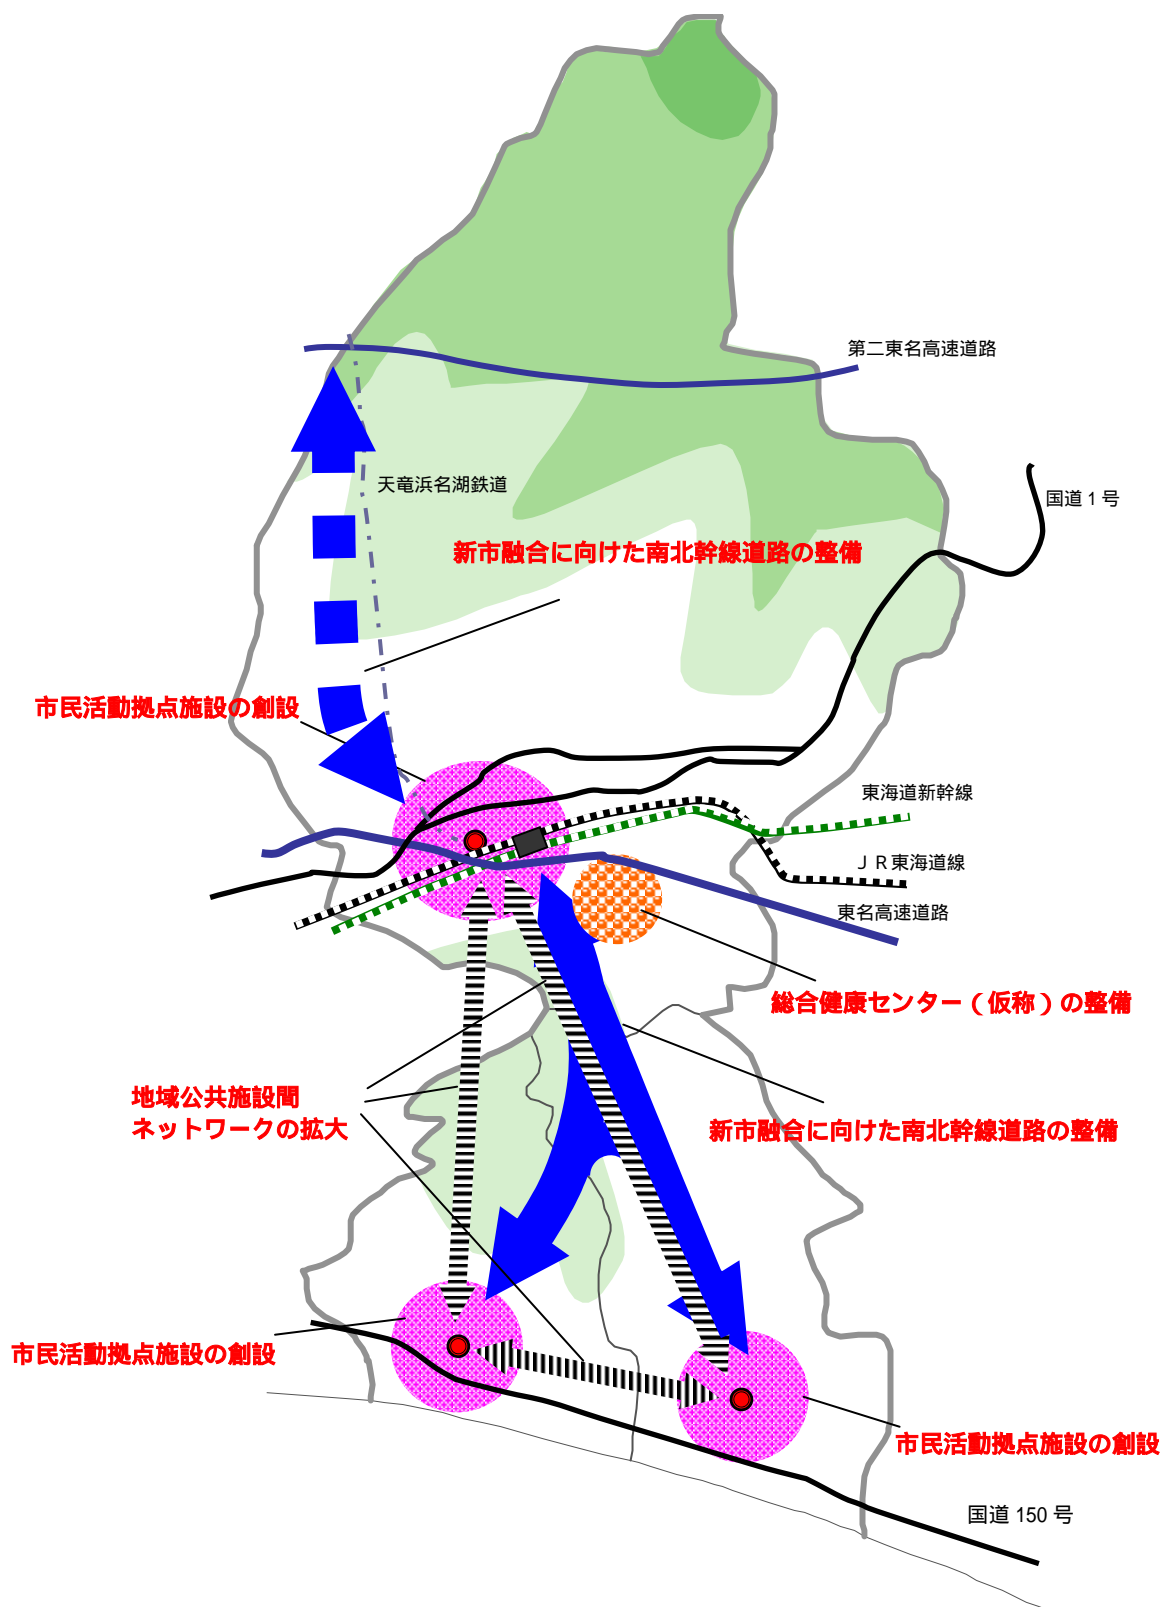 第二東名高速道路
天竜浜名湖鉄道
国道1号
新市融合に向けた南北幹線道路の整備
市民活動拠点施設の創設
東海道新幹線
ＪＲ東海道線
東名高速道路
総合健康センター（仮称）の整備
地域公共施設間
ネットワークの拡大
新市融合に向けた南北幹線道路の整備
市民活動拠点施設の創設
市民活動拠点施設の創設
国道150号